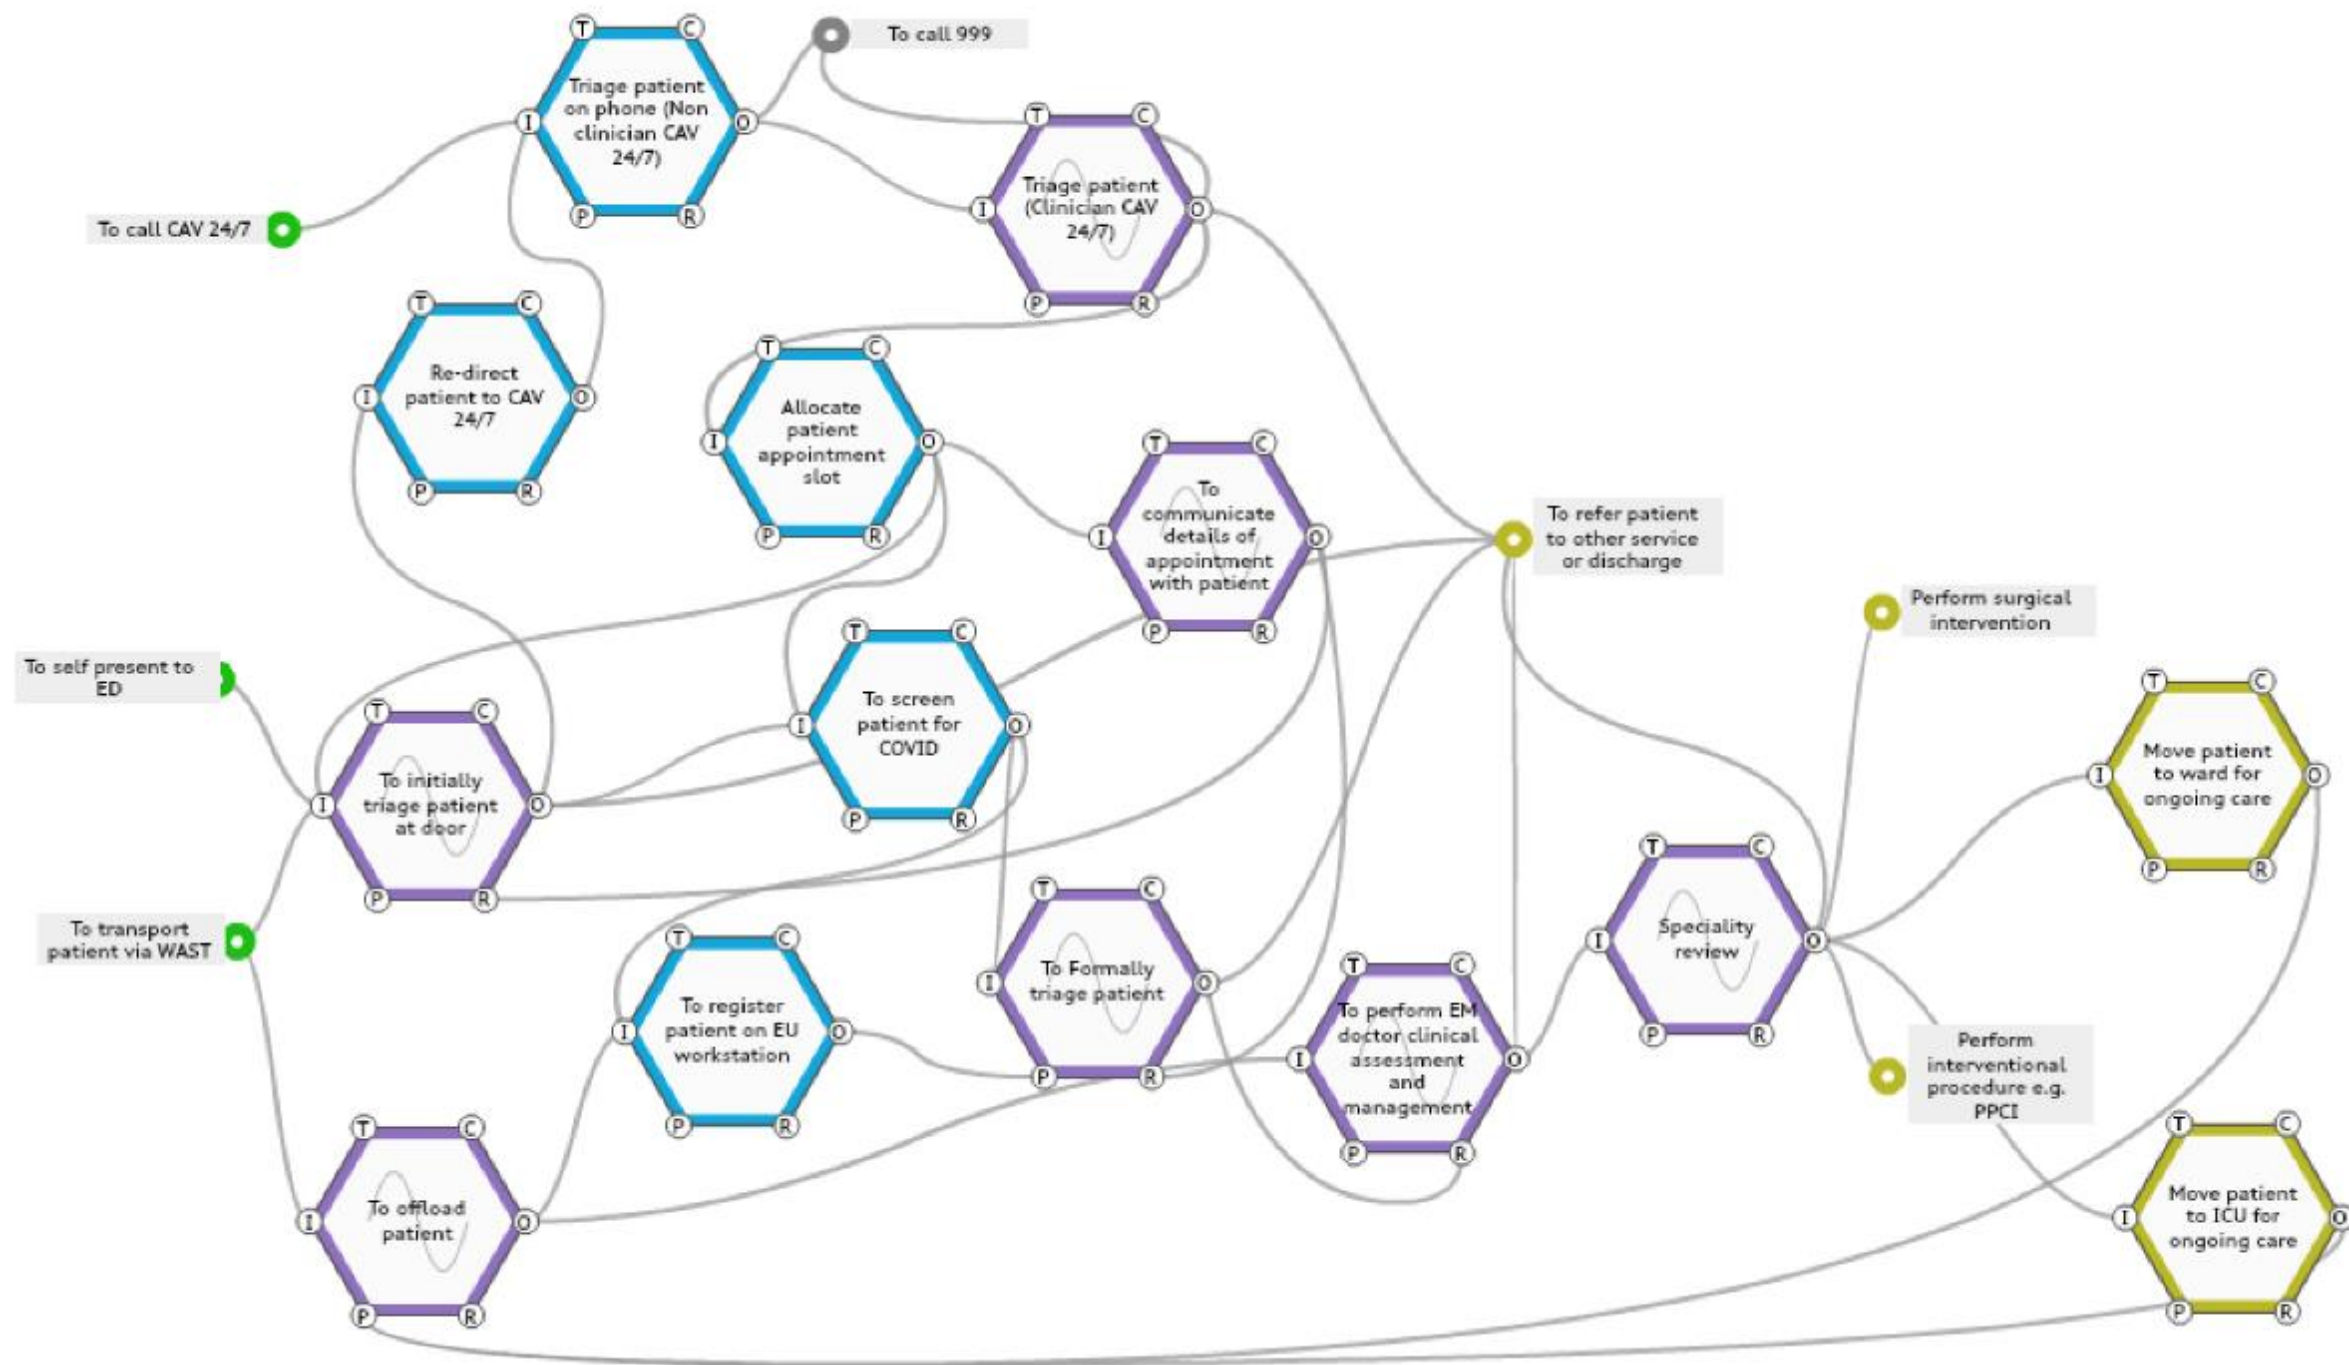 T C
To call 999
Triage patient
on phone (Non
clinician CAV
24/7)
I O
P R
T C
Triage patient
(Clinician CAV
24/7)
I O
P R
To call CAV 24/7
T C
Re-direct
patient to CAV
24/7
I O
P R
T C
Allocate
patient
appointment
slot
I O
P R
T C
To
communicate
details of
appointment
with patient
I O
P R
To refer patient
to other service
or discharge
Perform surgical
intervention
To self present to
ED
T C
To screen
patient for
COVID
I O
P R
T C
To initially
triage patient
at door
I O
P R
T C
Move patient
to ward for
ongoing care
I O
P R
T C
Speciality
review
I O
P R
To transport
patient via WAST
T C
To register
patient on EU
workstation
I O
P R
T C
To Formally
triage patient
I O
P R
T C
To perform EM
doctor clinical
assessment
and
management
I O
P R
Perform
interventional
procedure e.g.
PPCI
T C
To offload
patient
I O
P R
T C
Move patient
to ICU for
ongoing care
I O
P R